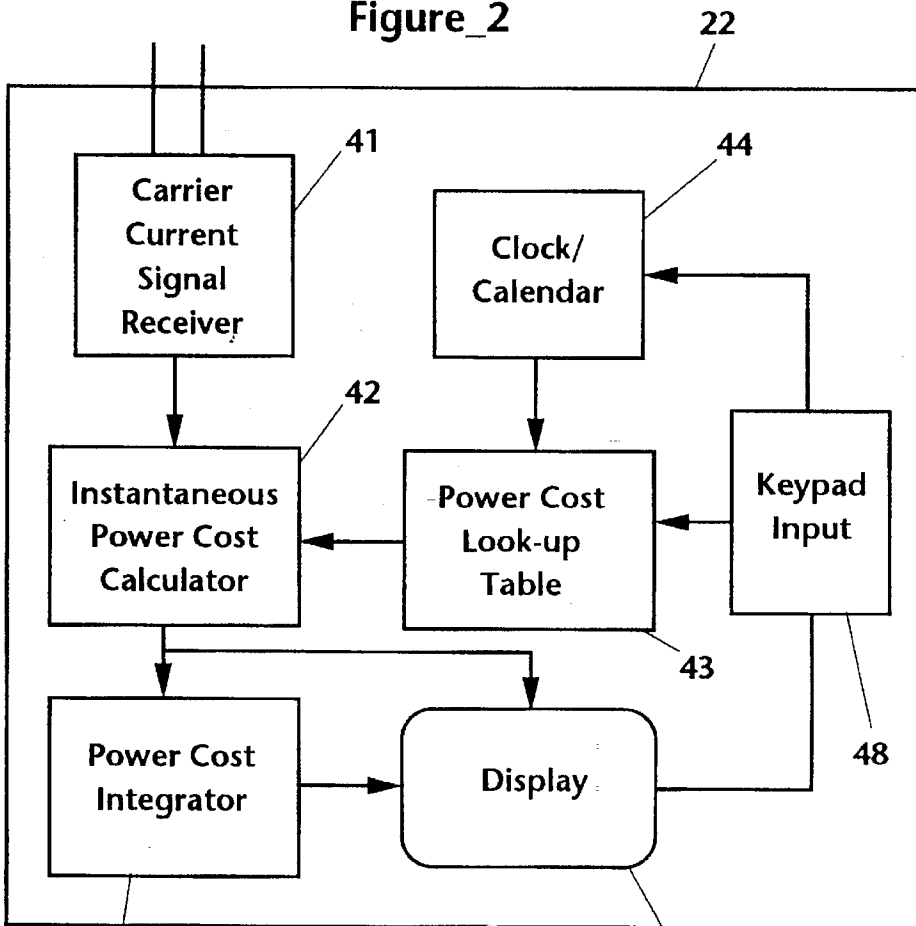 Figure_2
22
41
44
Carrier
Current
Signal
Receiver
Clock/
Calendar
42
Instantaneous
Power Cost
Calculator
Power Cost
Look-up
Table
Keypad
Input
43
48
Power Cost
Integrator
Display